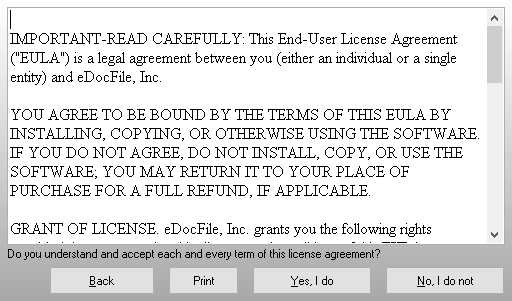 IMPORTANT-READ CAREFULLY: This End-User License Agreement
("EULA") is a legal agreement between you (either an individual or a single
entity) and eDocFile, Inc.
YOU AGREE TO BE BOUND BY THE TERMS OF THIS EULA BY
INSTALLING, COPYING, OR OTHERWISE USING THE SOFTWARE.
IF YOU DO NOT AGREE, DO NOT INSTALL, COPY, OR USE THE
SOFTWARE; YOU MAY RETURN IT TO YOUR PLACE OF
PURCHASE FOR A FULL REFUND, IF APPLICABLE.
GRANT OF LICENSE. eDocFile, Inc. grants you the following rights
Do you understand and accept each and every term of this license agreement?
Back Print Yes, I do No, I do not